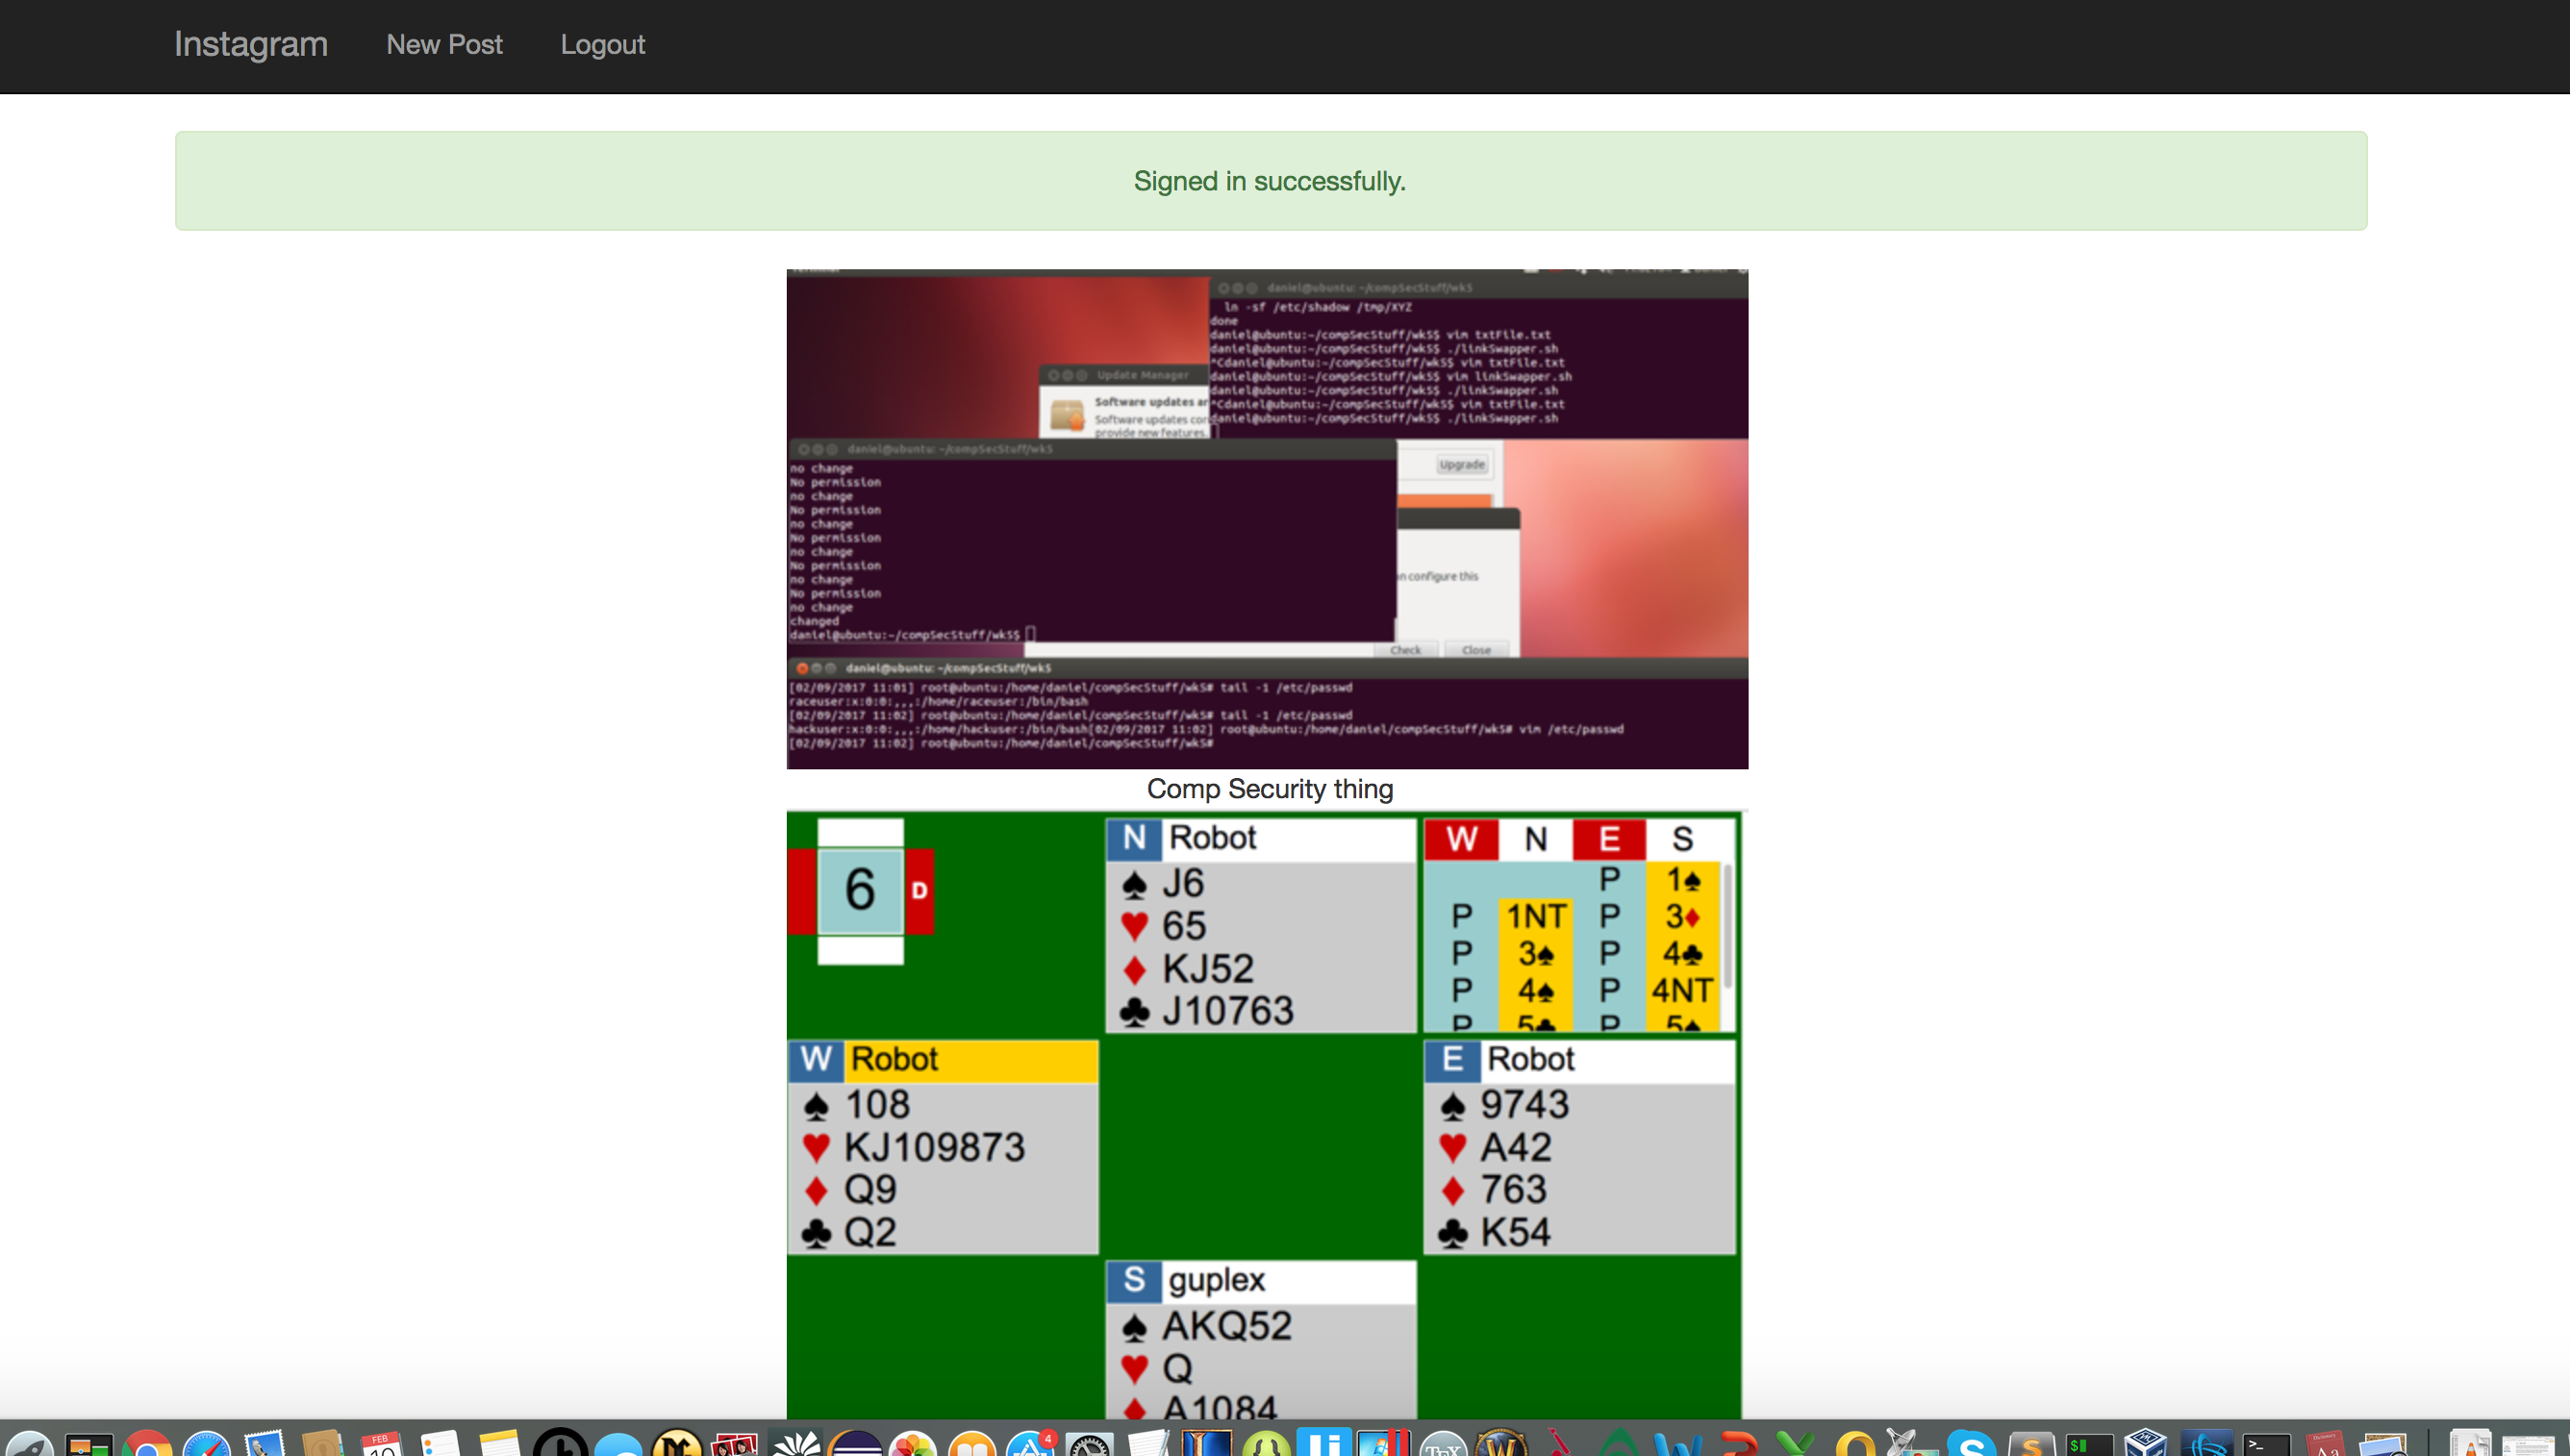 Instagram New Post Logout
Signed in successfully.
daniel@ubuntu: ~/compSecStuff/wk5
ln -sf /etc/shadow /tmp/XYZ
done
daniel@ubuntu:~/compSecStuff/wk5$ vim txtFile.txt
daniel@ubuntu:~/compSecStuff/wk5$ ./linkSwapper.sh
^Cdaniel@ubuntu:~/compSecStuff/wk5$ vim txtFile.txt
daniel@ubuntu:~/compSecStuff/wk5$ vim linkSwapper.sh
daniel@ubuntu:~/compSecStuff/wk5$ ./linkSwapper.sh
^Cdaniel@ubuntu:~/compSecStuff/wk5$ vim txtFile.txt
daniel@ubuntu:~/compSecStuff/wk5$ ./linkSwapper.sh
Update Manager
Software updates ar
Software updates cor
provide new features.
daniel@ubuntu: ~/compSecStuff/wk5
no change
No permission
no change
No permission
no change
No permission
no change
No permission
no change
No permission
no change
changed
daniel@ubuntu:~/compSecStuff/wk5$
Upgrade
n configure this
Check Close
daniel@ubuntu: ~/compSecStuff/wk5
[02/09/2017 11:01] root@ubuntu:/home/daniel/compSecStuff/wk5# tail -1 /etc/passwd
raceuser:x:0:0:,,,:/home/raceuser:/bin/bash
[02/09/2017 11:02] root@ubuntu:/home/daniel/compSecStuff/wk5# tail -1 /etc/passwd
hackuser:x:0:0:,,,:/home/hackuser:/bin/bash[02/09/2017 11:02] root@ubuntu:/home/daniel/compSecStuff/wk5# vim /etc/passwd
[02/09/2017 11:02] root@ubuntu:/home/daniel/compSecStuff/wk5#
Comp Security thing
6 D
N Robot
♠ J6
♥ 65
♦ KJ52
♣ J10763
W N E S
P 1♠
P 1NT P 3♦
P 3♠ P 4♣
P 4♠ P 4NT
P 5♣ P 5♠
W Robot
♠ 108
♥ KJ109873
♦ Q9
♣ Q2
E Robot
♠ 9743
♥ A42
♦ 763
♣ K54
S guplex
♠ AKQ52
♥ Q
♦ A1084
FEB
4
TEX